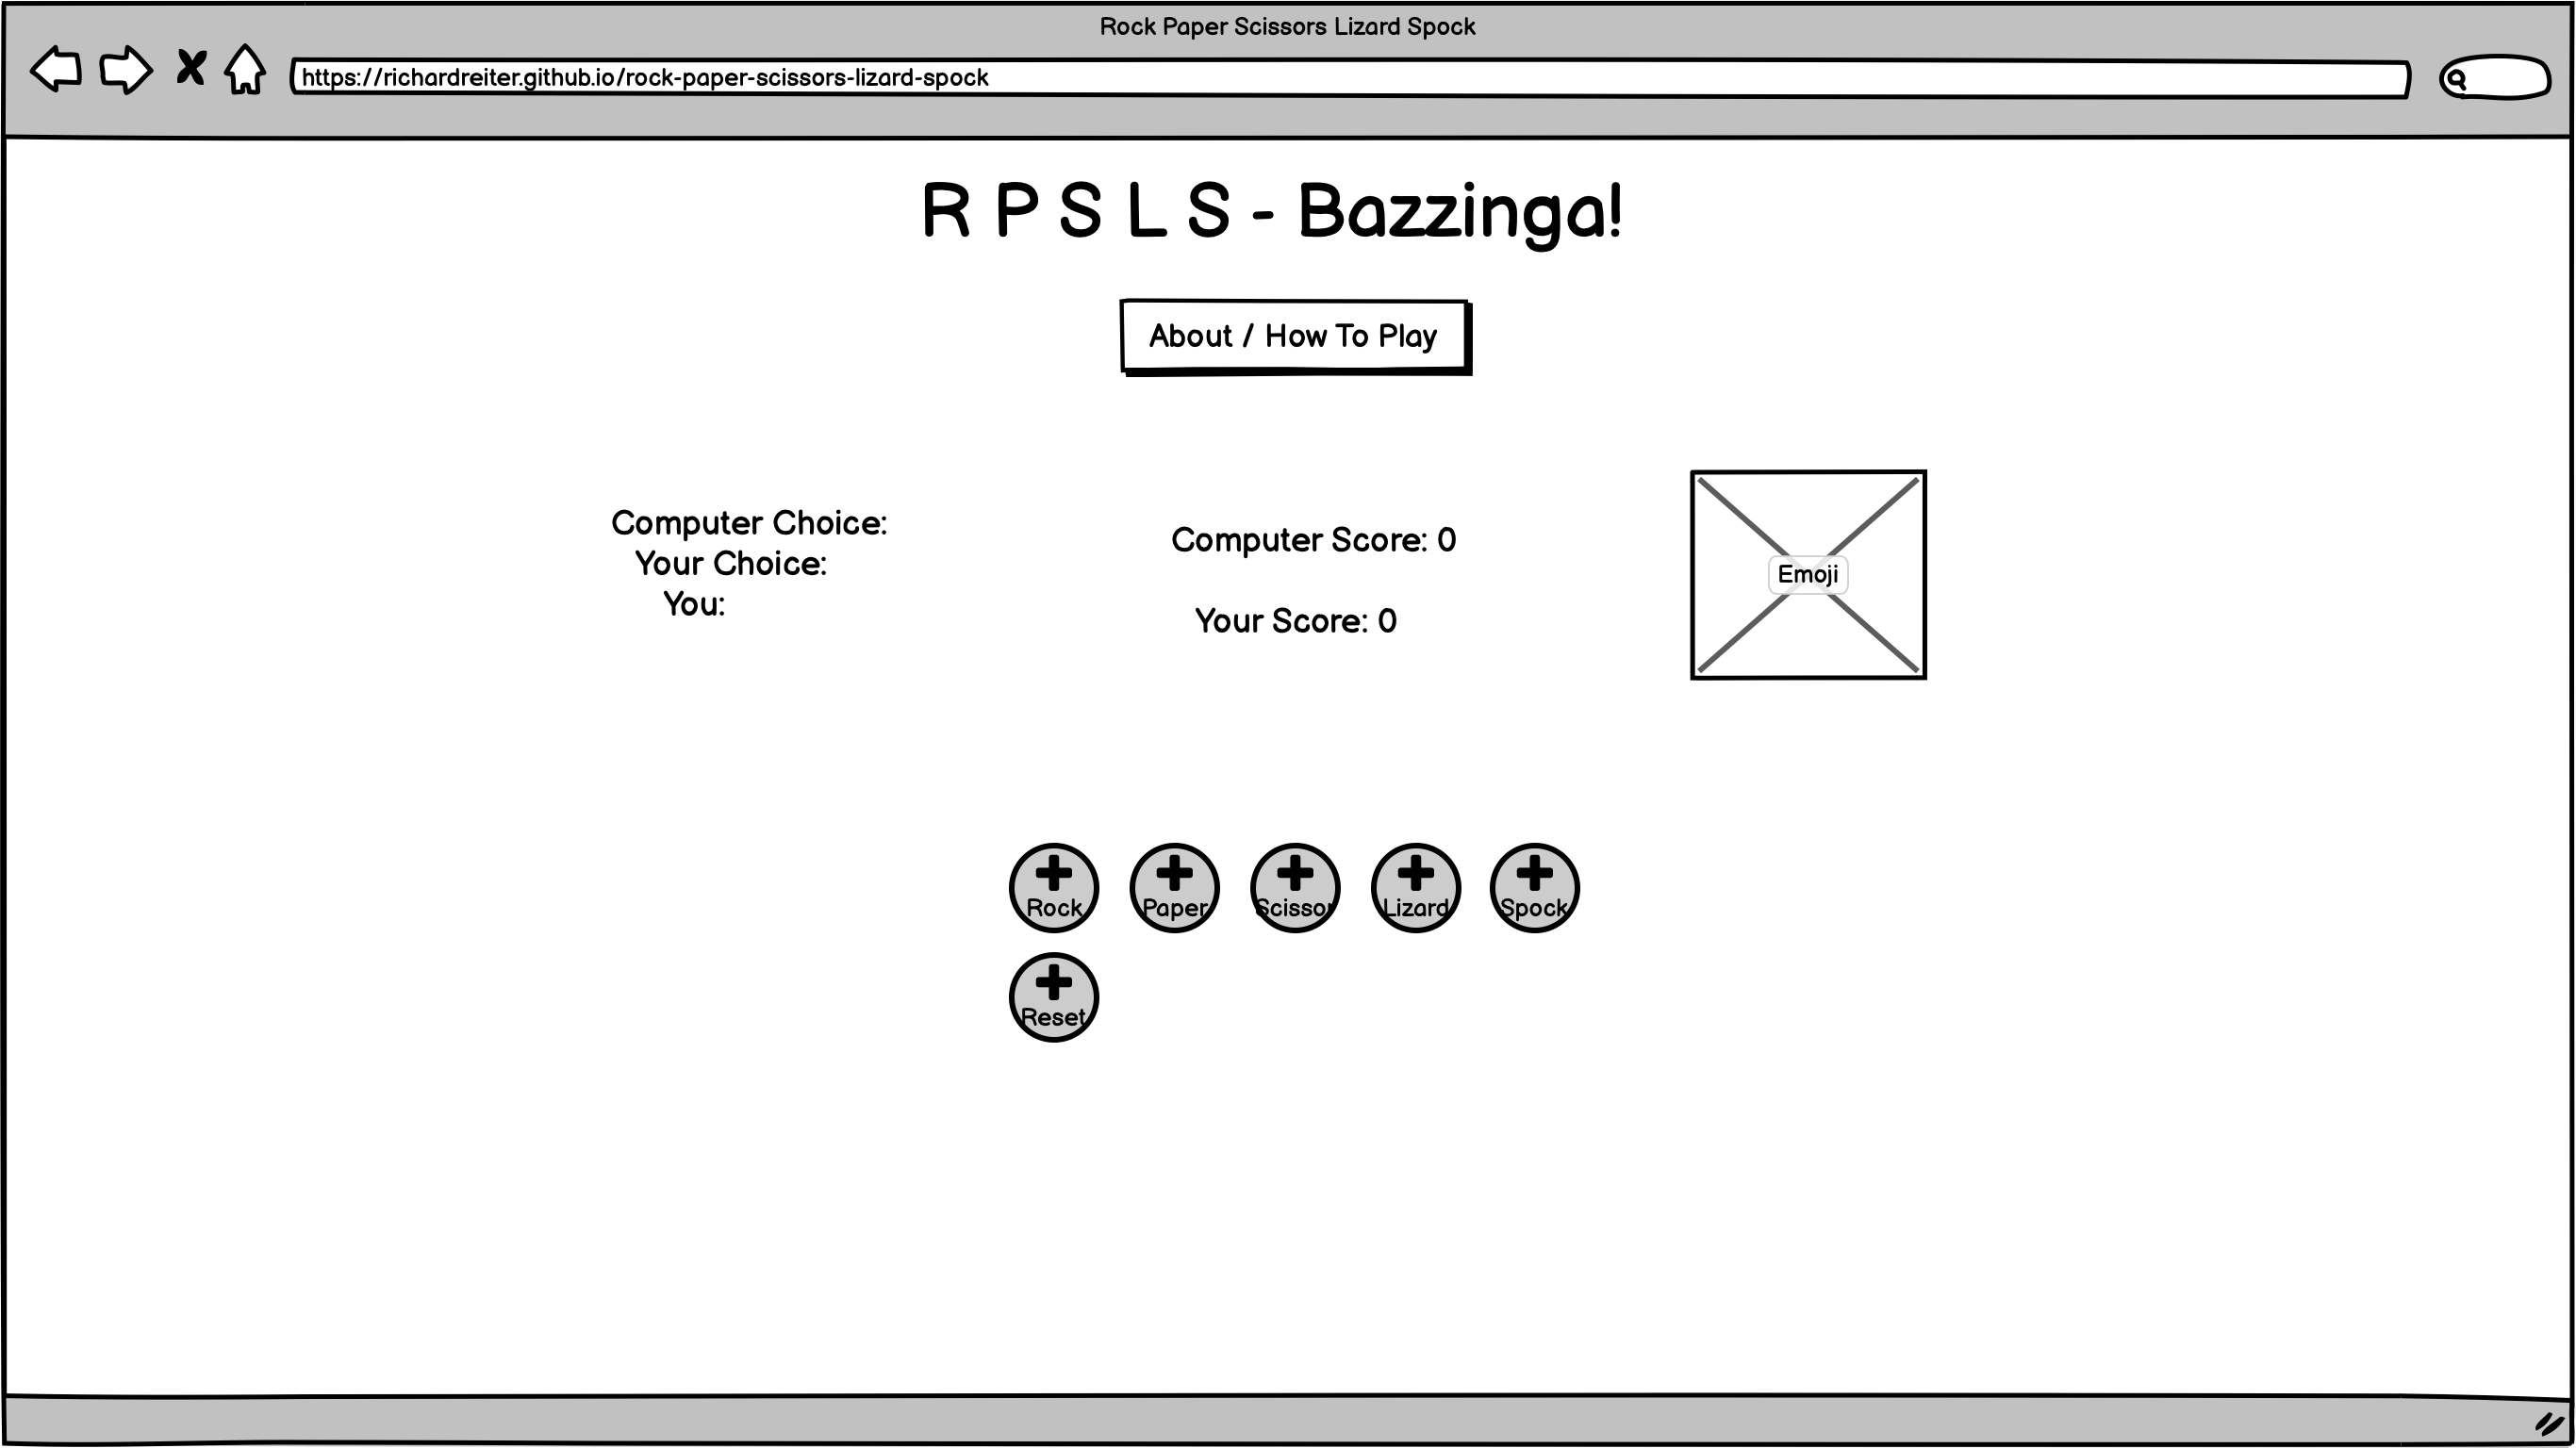 Rock Paper Scissors Lizard Spock
https://richardreiter.github.io/rock-paper-scissors-lizard-spock
R P S L S - Bazzinga!
About / How To Play
Computer Choice:
Your Choice:
You:
Computer Score: 0
Your Score: 0
Emoji
Rock
Paper
Scissor
Lizard
Spock
Reset